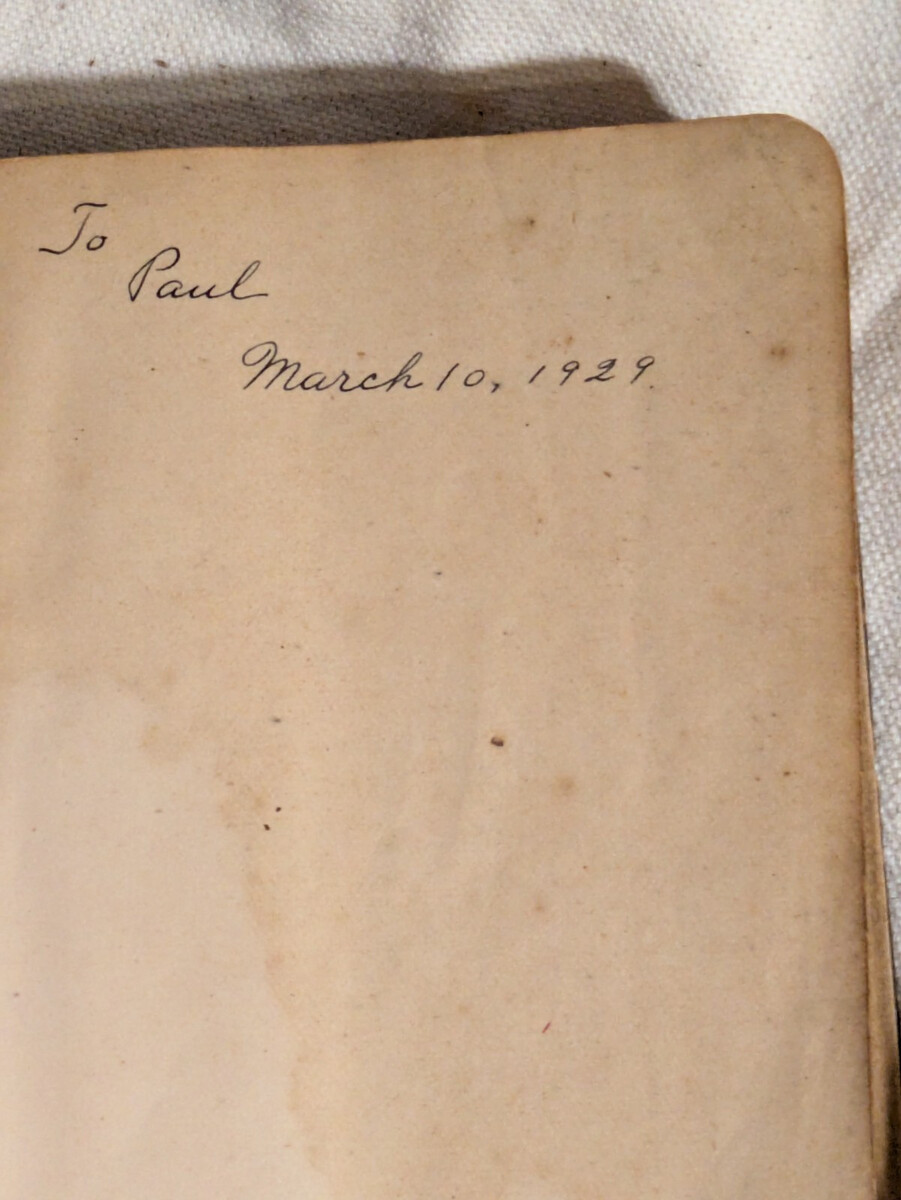 To
Paul
March 10, 1929.